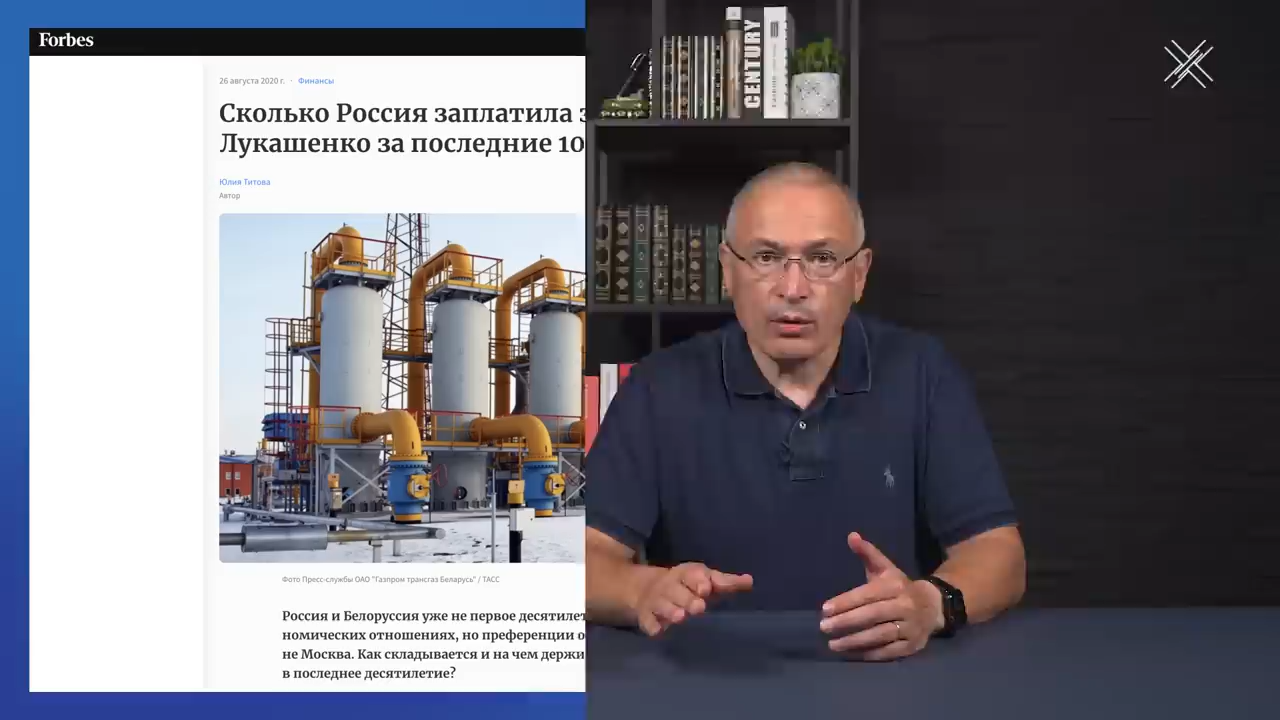 Forbes
26 августа 2020 г. · Финансы
Сколько Россия заплатила з
Лукашенко за последние 10
Юлия Титова
Автор
Фото Пресс-службы ОАО "Газпром трансгаз Беларусь" / ТАСС
Россия и Белоруссия уже не первое десятилет
номических отношениях, но преференции о
не Москва. Как складывается и на чем держи
в последнее десятилетие?
CENTURY